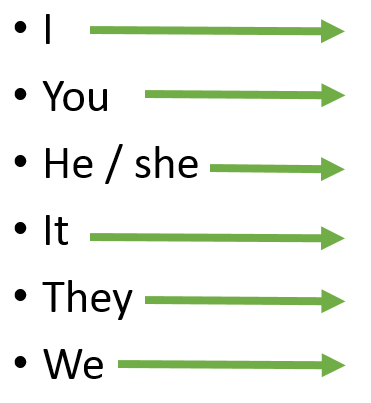 • I
• You
• He / she
• It
• They
• We